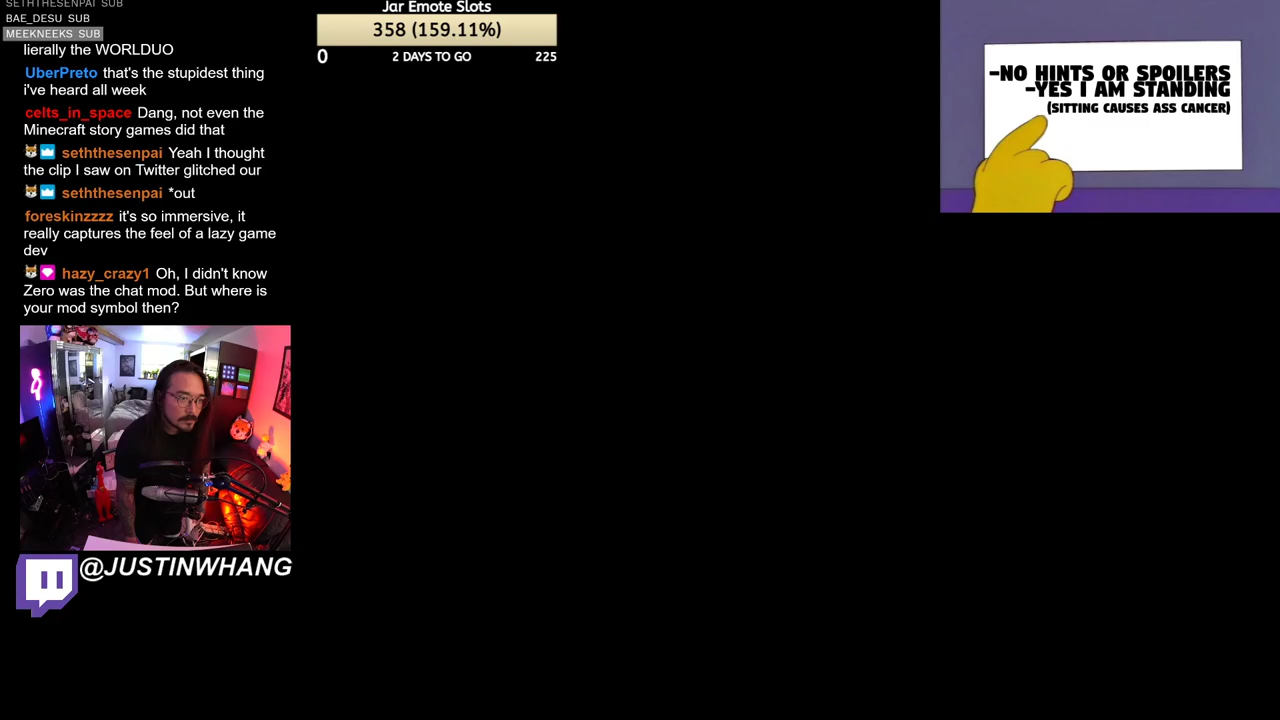 SETHTHESENPAI SUB
BAE_DESU SUB
MEEKNEEKS SUB
lierally the WORLDUO
UberPreto that's the stupidest thing
i've heard all week
celts_in_space Dang, not even the
Minecraft story games did that
seththesenpai Yeah I thought
the clip I saw on Twitter glitched our
seththesenpai *out
foreskinzzzz it's so immersive, it
really captures the feel of a lazy game
dev
hazy_crazy1 Oh, I didn't know
Zero was the chat mod. But where is
your mod symbol then?
@JUSTINWHANG
Jar Emote Slots
358 (159.11%)
0 2 DAYS TO GO 225
-NO HINTS OR SPOILERS
-YES I AM STANDING
(SITTING CAUSES ASS CANCER)